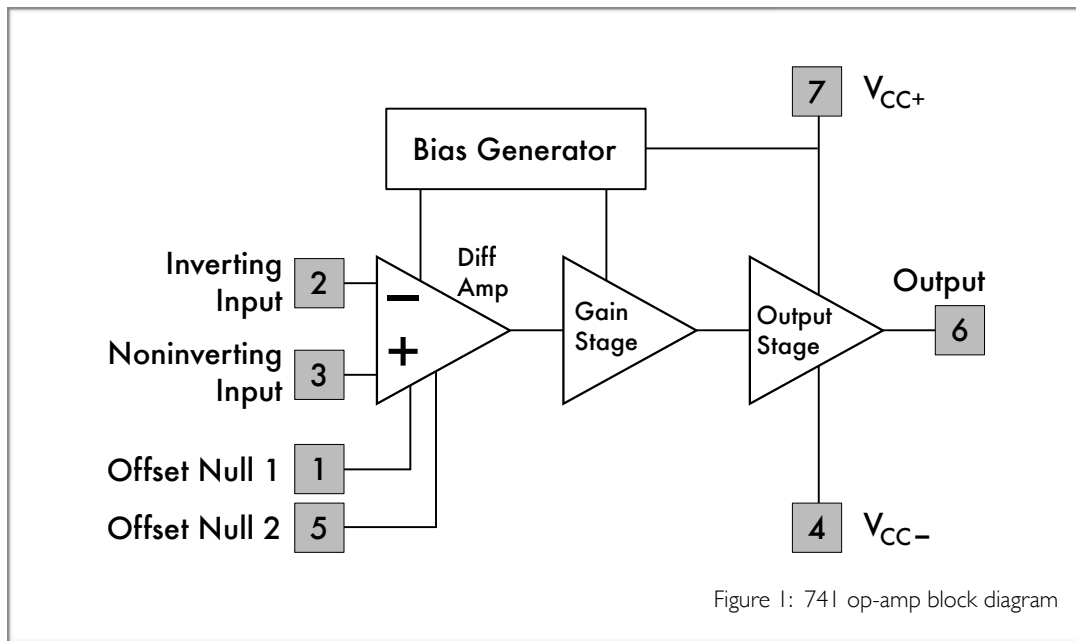 7 V_CC+
Bias Generator
Diff
Amp
Inverting
Input
2
−
Gain
Stage
Output
Stage
Output
6
Noninverting
Input
3
+
Offset Null 1 1
Offset Null 2 5
4 V_CC−
Figure 1: 741 op-amp block diagram